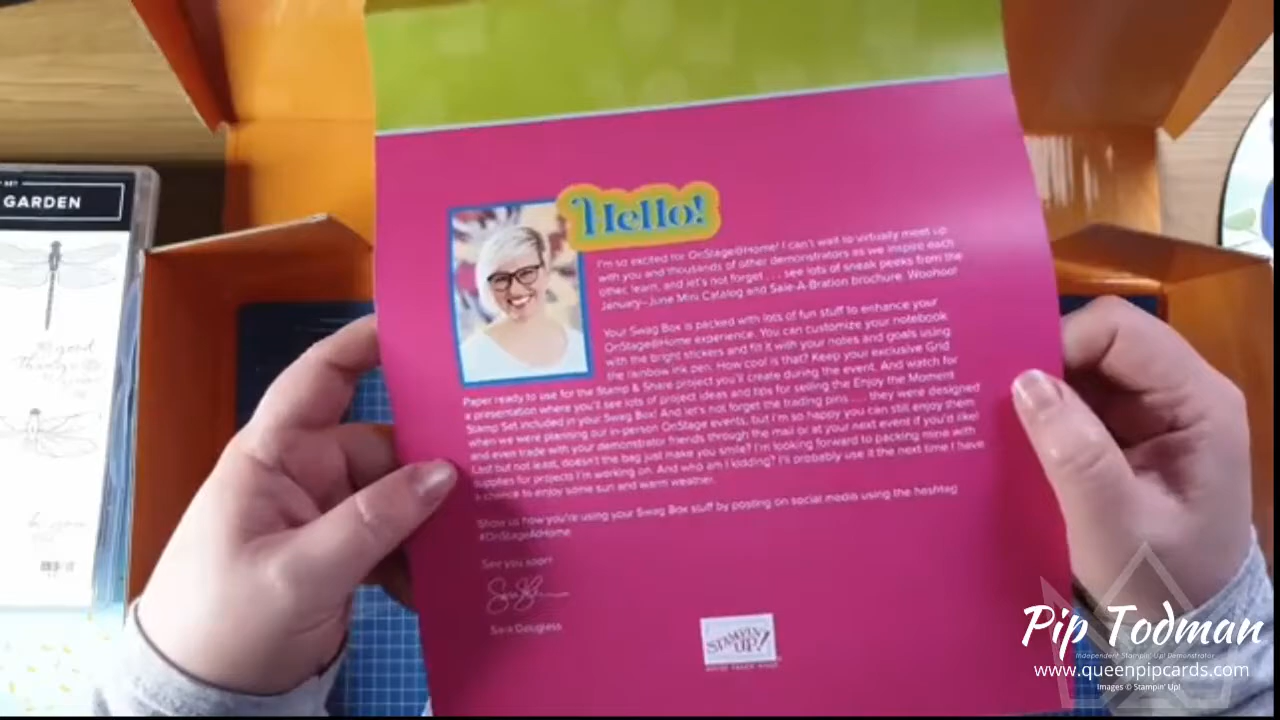 GARDEN
Hello!
I'm so excited for OnStage@Home! I can't wait to virtually meet up
with you and thousands of other demonstrators as we inspire each
other, learn, and let's not forget . . . see lots of sneak peeks from the
January–June Mini Catalog and Sale-A-Bration brochure. Woohoo!
Your Swag Box is packed with lots of fun stuff to enhance your
OnStage@Home experience. You can customize your notebook
with the bright stickers and fill it with your notes and goals using
the rainbow ink pen. How cool is that? Keep your exclusive Grid
Paper ready to use for the Stamp & Share project you'll create during the event. And watch for
a presentation where you'll see lots of project ideas and tips for selling the Enjoy the Moment
Stamp Set included in your Swag Box! And let's not forget the trading pins . . . they were designed
when we were planning our in-person OnStage events, but I'm so happy you can still enjoy them
and even trade with your demonstrator friends through the mail or at your next event if you'd like!
Last but not least, doesn't the bag just make you smile? I'm looking forward to packing mine with
supplies for projects I'm working on. And who am I kidding? I'll probably use it the next time I have
a chance to enjoy some sun and warm weather.
Show us how you're using your Swag Box stuff by posting on social media using the hashtag
#OnStageAtHome
See you soon!
Sara Douglass
STAMPIN' UP!
Pip Todman
Independent Stampin' Up! Demonstrator
www.queenpipcards.com
Images © Stampin' Up!